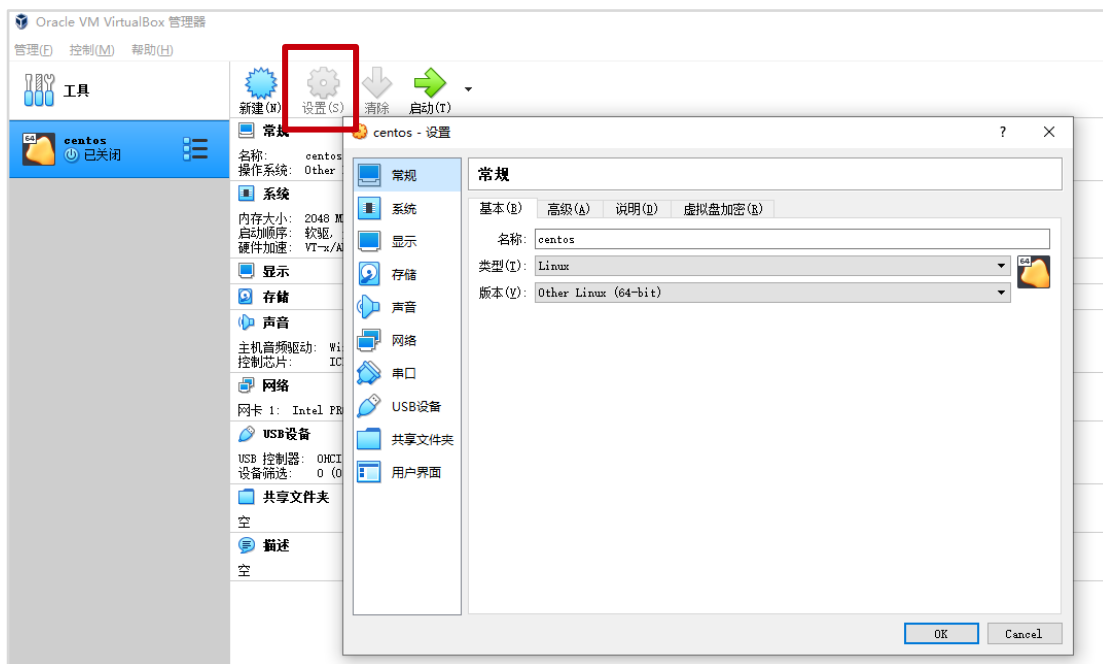 Oracle VM VirtualBox 管理器
管理(F) 控制(M) 帮助(H)
工具
新建(N) 设置(S) 清除 启动(T)
64
centos
已关闭
常规
名称: centos
操作系统: Other
系统
内存大小: 2048 M
启动顺序: 软驱,
硬件加速: VT-x/A
显示
存储
声音
主机音频驱动: Wi
控制芯片: IC
网络
网卡 1: Intel PR
USB设备
USB 控制器: OHCI
设备筛选: 0 (0
共享文件夹
空
描述
空
centos - 设置
? ×
常规
系统
显示
存储
声音
网络
串口
USB设备
共享文件夹
用户界面
常规
基本(B) 高级(A) 说明(D) 虚拟盘加密(R)
名称: centos
类型(T): Linux
64
版本(V): Other Linux (64-bit)
OK Cancel